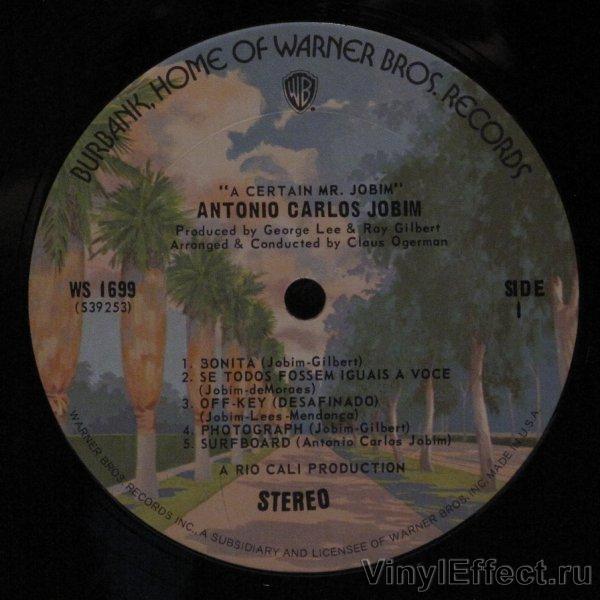 BURBANK, HOME OF WARNER BROS. RECORDS
WB
"A CERTAIN MR. JOBIM"
ANTONIO CARLOS JOBIM
Produced by George Lee & Ray Gilbert
Arranged & Conducted by Claus Ogerman
WS 1699
(S39253)
SIDE
1
1. BONITA (Jobim-Gilbert)
2. SE TODOS FOSSEM IGUAIS A VOCE
(Jobim-deMoraes)
3. OFF-KEY (DESAFINADO)
(Jobim-Lees-Mendonça)
4. PHOTOGRAPH (Jobim-Gilbert)
5. SURFBOARD (Antonio Carlos Jobim)
A RIO CALI PRODUCTION
STEREO
WARNER BROS. RECORDS INC., A SUBSIDIARY AND LICENSEE OF WARNER BROS. INC. MADE IN U.S.A.
VinylEffect.ru